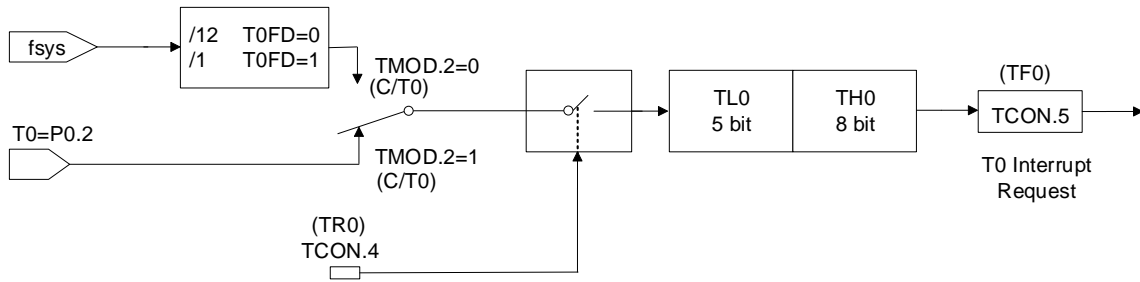 fsys
/12 T0FD=0
/1 T0FD=1
TMOD.2=0
(C/T0)
T0=P0.2
TMOD.2=1
(C/T0)
(TR0)
TCON.4
TL0
5 bit
TH0
8 bit
(TF0)
TCON.5
T0 Interrupt
Request